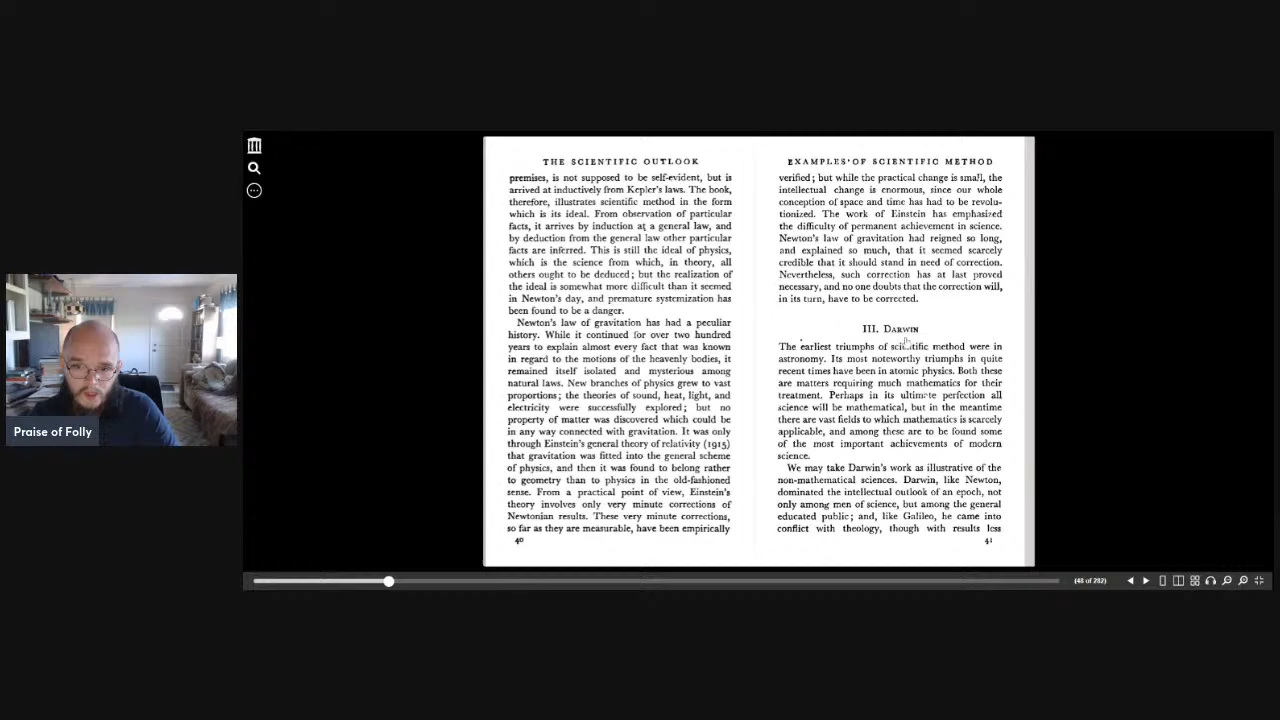 THE SCIENTIFIC OUTLOOK
premises, is not supposed to be self-evident, but is
arrived at inductively from Kepler's laws. The book,
therefore, illustrates scientific method in the form
which is its ideal. From observation of particular
facts, it arrives by induction at a general law, and
by deduction from the general law other particular
facts are inferred. This is still the ideal of physics,
which is the science from which, in theory, all
others ought to be deduced; but the realization of
the ideal is somewhat more difficult than it seemed
in Newton's day, and premature systemization has
been found to be a danger.
Newton's law of gravitation has had a peculiar
history. While it continued for over two hundred
years to explain almost every fact that was known
in regard to the motions of the heavenly bodies, it
remained itself isolated and mysterious among
natural laws. New branches of physics grew to vast
proportions; the theories of sound, heat, light, and
electricity were successfully explored; but no
property of matter was discovered which could be
in any way connected with gravitation. It was only
through Einstein's general theory of relativity (1915)
that gravitation was fitted into the general scheme
of physics, and then it was found to belong rather
to geometry than to physics in the old-fashioned
sense. From a practical point of view, Einstein's
theory involves only very minute corrections of
Newtonian results. These very minute corrections,
so far as they are measurable, have been empirically
40
EXAMPLES OF SCIENTIFIC METHOD
verified; but while the practical change is small, the
intellectual change is enormous, since our whole
conception of space and time has had to be revolu-
tionized. The work of Einstein has emphasized
the difficulty of permanent achievement in science.
Newton's law of gravitation had reigned so long,
and explained so much, that it seemed scarcely
credible that it should stand in need of correction.
Nevertheless, such correction has at last proved
necessary, and no one doubts that the correction will,
in its turn, have to be corrected.
III. DARWIN
The earliest triumphs of scientific method were in
astronomy. Its most noteworthy triumphs in quite
recent times have been in atomic physics. Both these
are matters requiring much mathematics for their
treatment. Perhaps in its ultimate perfection all
science will be mathematical, but in the meantime
there are vast fields to which mathematics is scarcely
applicable, and among these are to be found some
of the most important achievements of modern
science.
We may take Darwin's work as illustrative of the
non-mathematical sciences. Darwin, like Newton,
dominated the intellectual outlook of an epoch, not
only among men of science, but among the general
educated public; and, like Galileo, he came into
conflict with theology, though with results less
41
Praise of Folly
(48 of 282)